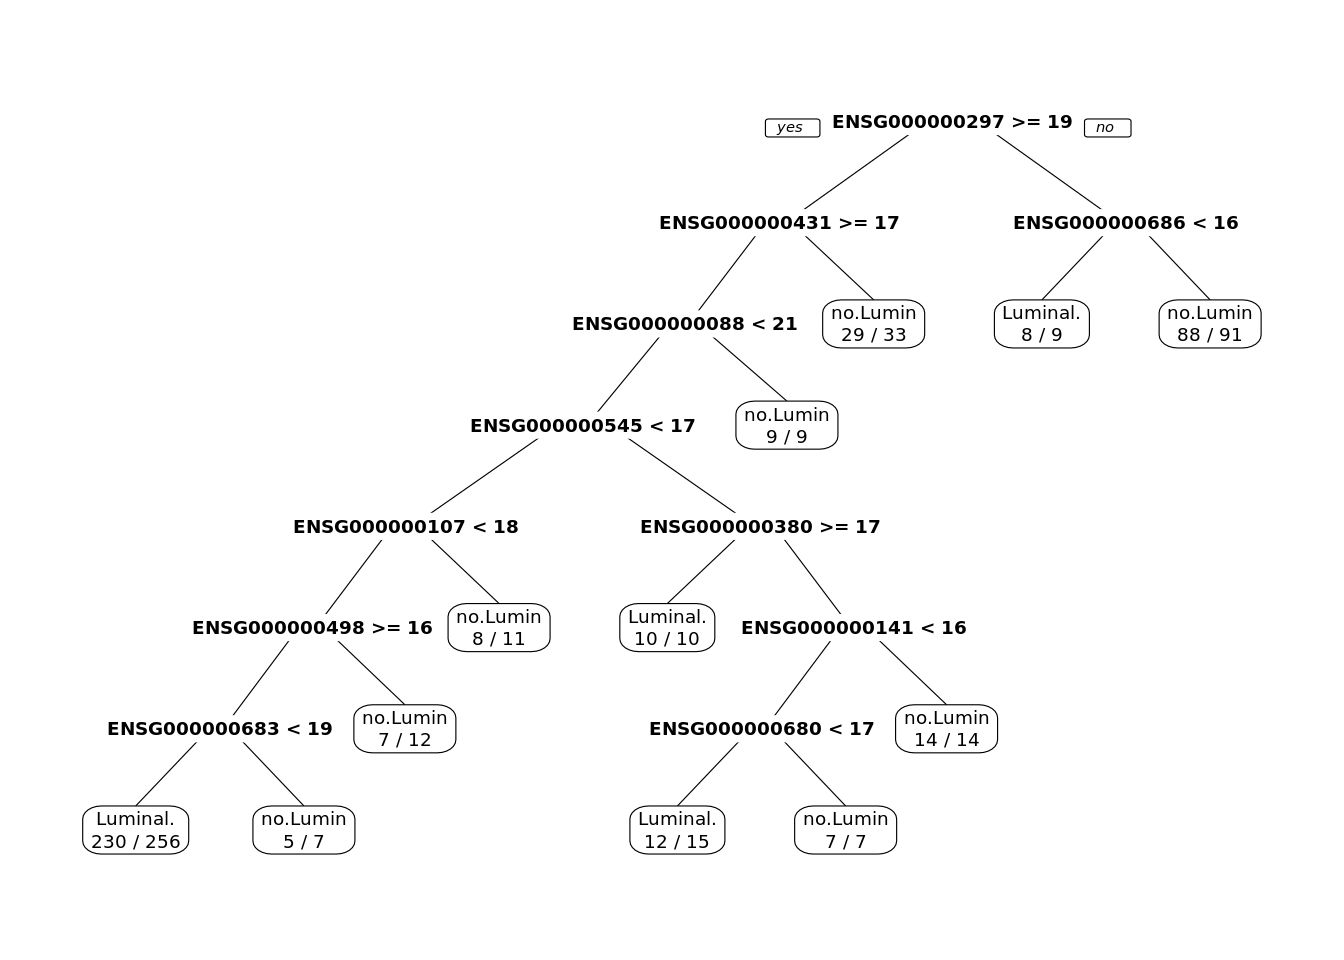 yes
ENSG000000297 >= 19
no
ENSG000000431 >= 17
ENSG000000686 < 16
ENSG000000088 < 21
no.Lumin
29 / 33
Luminal.
8 / 9
no.Lumin
88 / 91
ENSG000000545 < 17
no.Lumin
9 / 9
ENSG000000107 < 18
ENSG000000380 >= 17
ENSG000000498 >= 16
no.Lumin
8 / 11
Luminal.
10 / 10
ENSG000000141 < 16
ENSG000000683 < 19
no.Lumin
7 / 12
ENSG000000680 < 17
no.Lumin
14 / 14
Luminal.
230 / 256
no.Lumin
5 / 7
Luminal.
12 / 15
no.Lumin
7 / 7